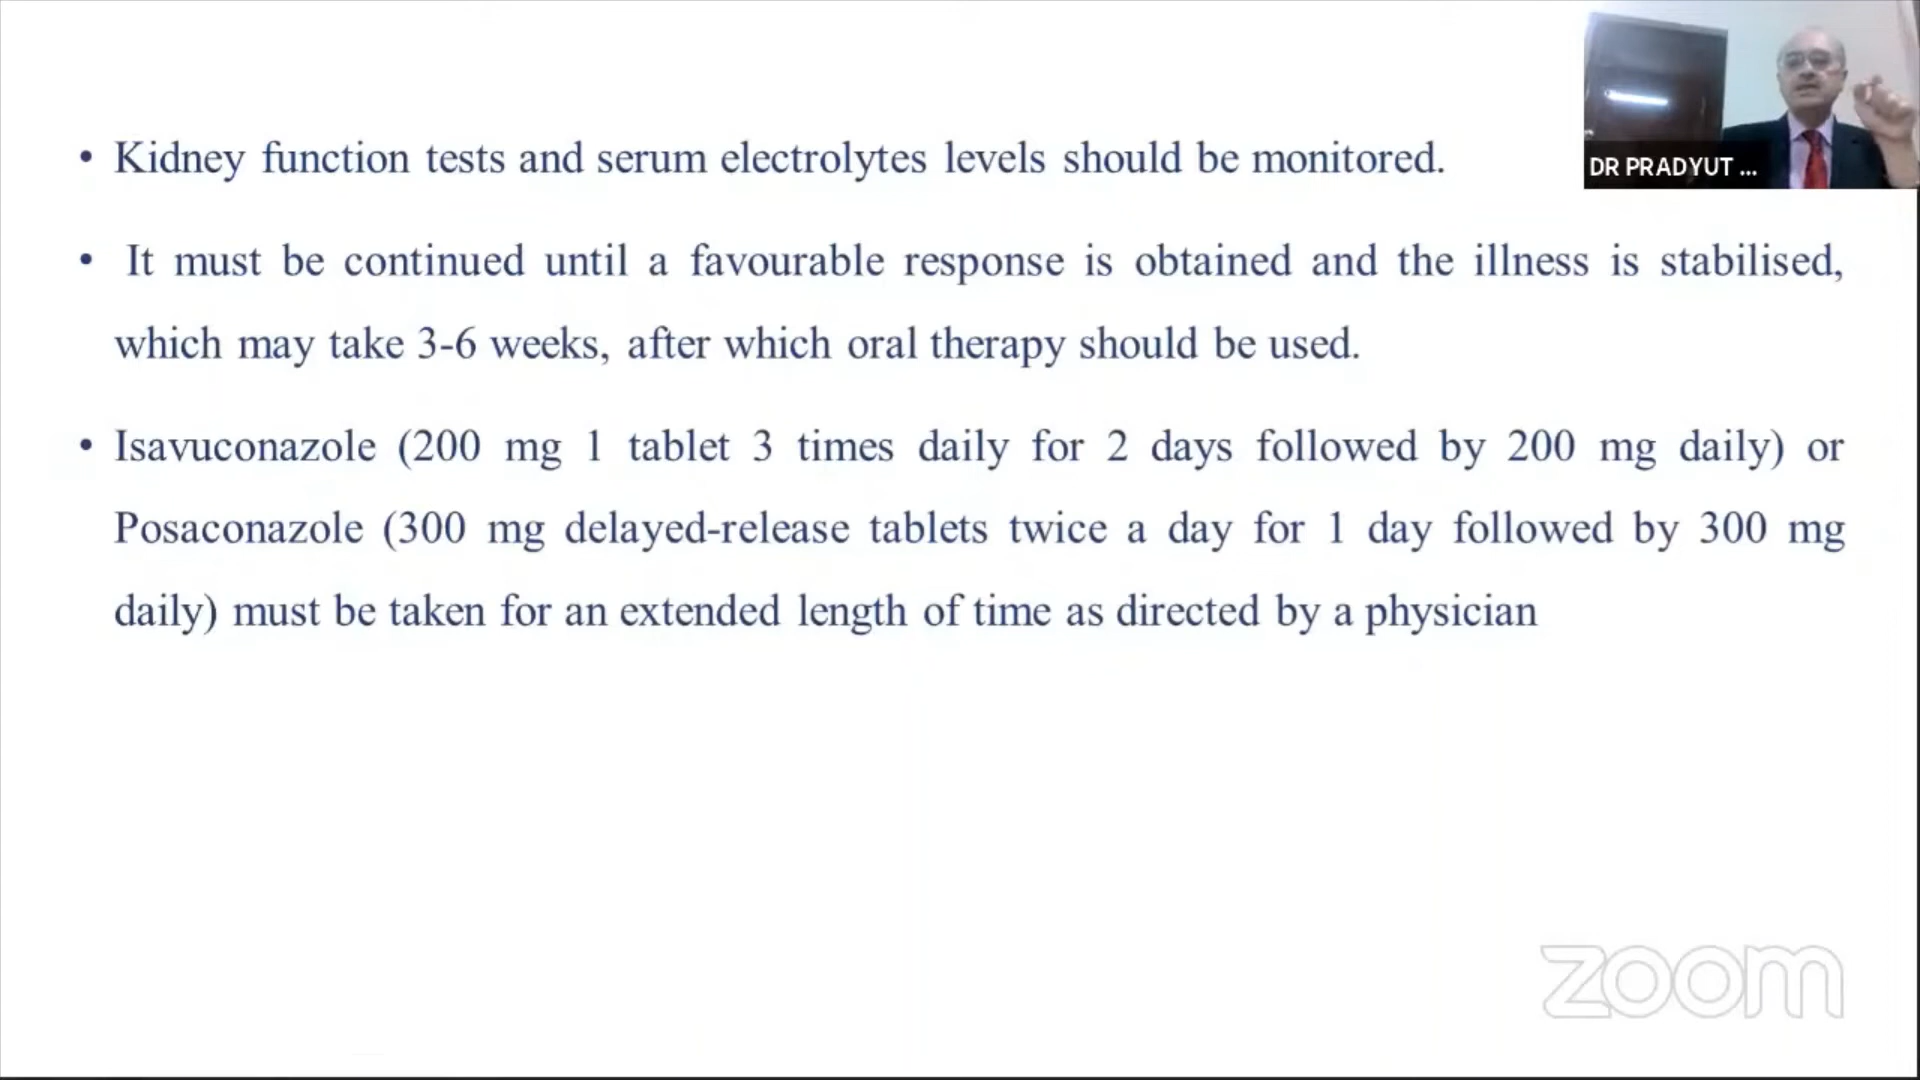 • Kidney function tests and serum electrolytes levels should be monitored.
• It must be continued until a favourable response is obtained and the illness is stabilised,
which may take 3-6 weeks, after which oral therapy should be used.
• Isavuconazole (200 mg 1 tablet 3 times daily for 2 days followed by 200 mg daily) or
Posaconazole (300 mg delayed-release tablets twice a day for 1 day followed by 300 mg
daily) must be taken for an extended length of time as directed by a physician
DR PRADYUT ...
zoom